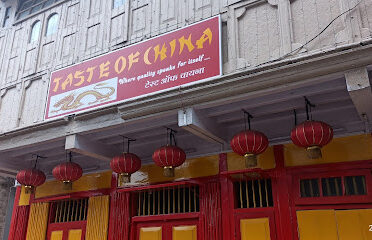 TASTE OF CHINA
Where quality speaks for itself...
टेस्ट ऑफ चायना